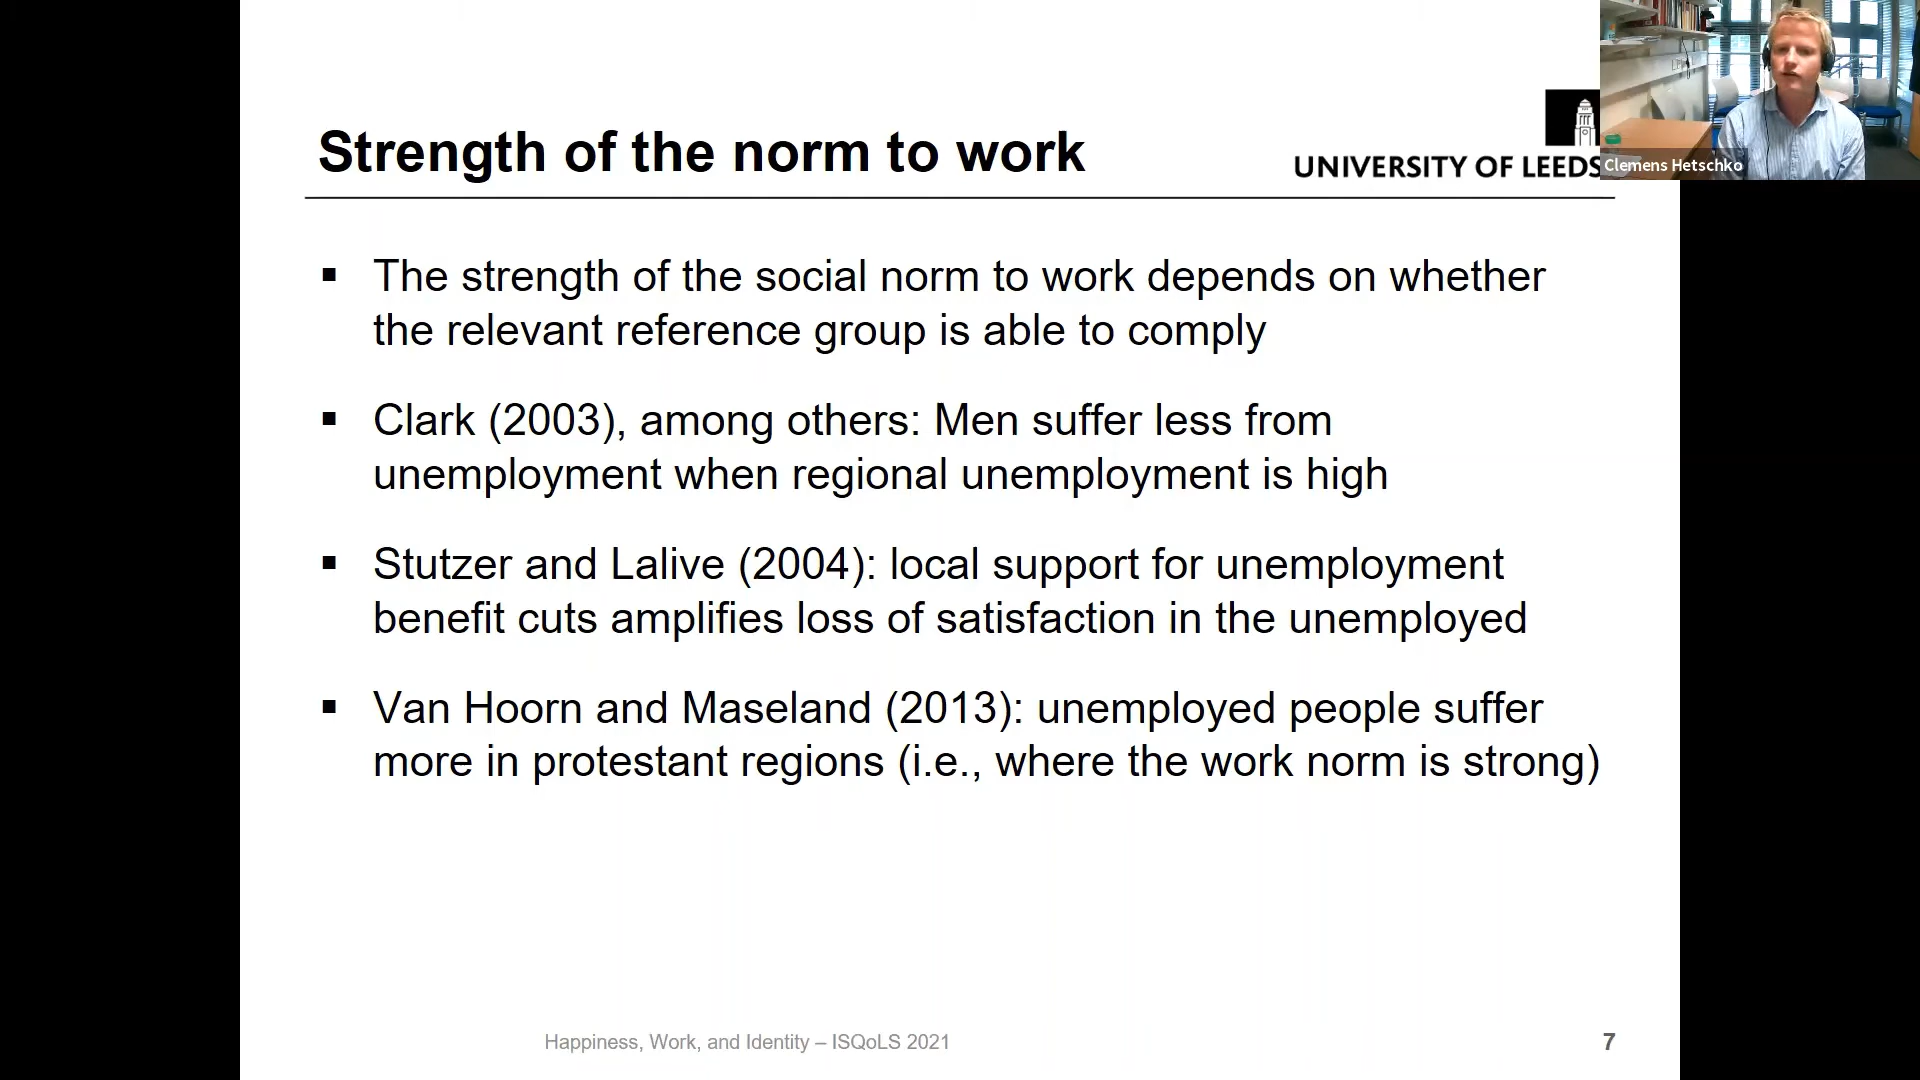 Strength of the norm to work
UNIVERSITY OF LEEDS
Clemens Hetschko
▪ The strength of the social norm to work depends on whether
the relevant reference group is able to comply
▪ Clark (2003), among others: Men suffer less from
unemployment when regional unemployment is high
▪ Stutzer and Lalive (2004): local support for unemployment
benefit cuts amplifies loss of satisfaction in the unemployed
▪ Van Hoorn and Maseland (2013): unemployed people suffer
more in protestant regions (i.e., where the work norm is strong)
Happiness, Work, and Identity – ISQoLS 2021
7